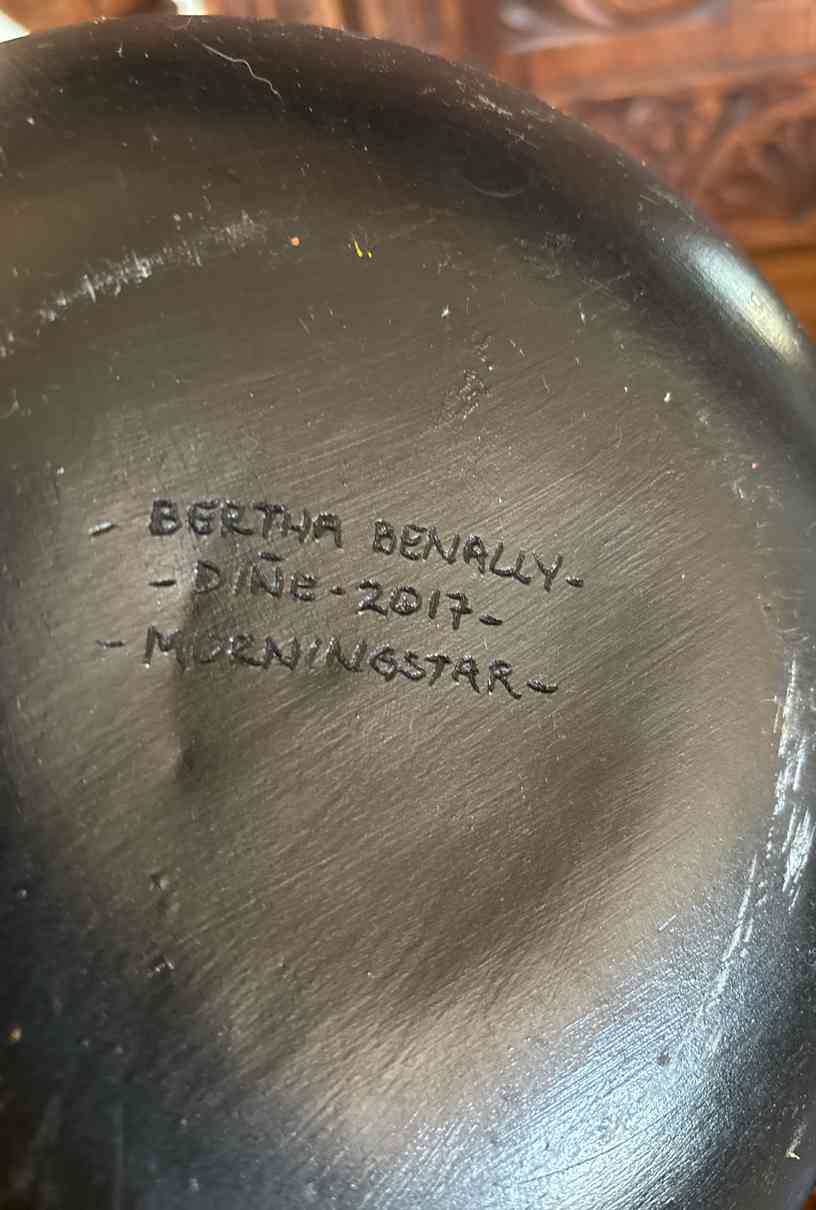 - BERTHA BENALLY-
- DIÑE - 2017-
- MORNINGSTAR-